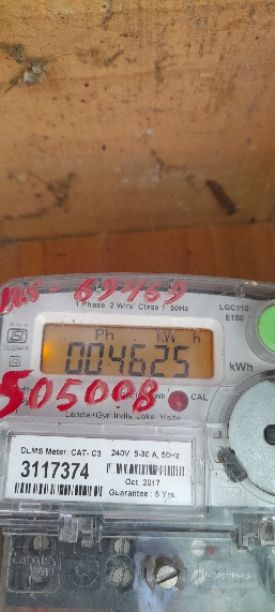 69469
1 Phase 2 Wire Class 1 50Hz
LGC110
E150
Ph KW h
004625
kWh
505008
CAL
DLMS Meter CAT- C3 240V 5-30 A, 50Hz
3117374
Oct. 2017
Guarantee : 5 Yrs.